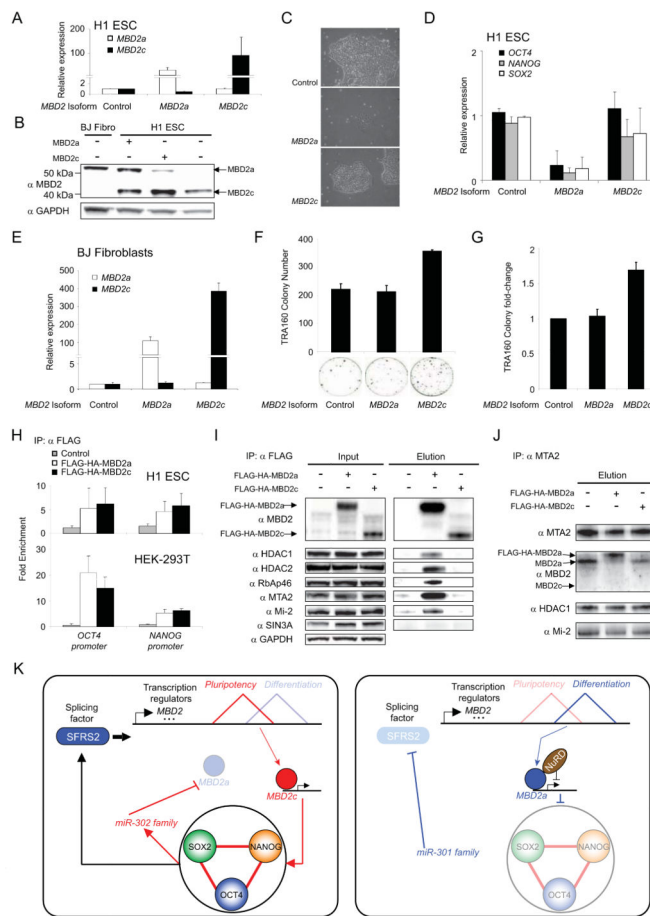 A
H1 ESC
MBD2a
MBD2c
Relative expression
200
150
100
50
2
0
MBD2 Isoform Control MBD2a MBD2c
B
BJ Fibro H1 ESC
MBD2a - + - -
MBD2c - - + -
50 kDa
40 kDa
MBD2a
MBD2c
α MBD2
α GAPDH
C
Control
MBD2a
MBD2c
D
H1 ESC
OCT4
NANOG
SOX2
Relative expression
2
1
0
MBD2 Isoform Control MBD2a MBD2c
E
BJ Fibroblasts
MBD2a
MBD2c
Relative expression
500
400
300
200
100
5
0
MBD2 Isoform Control MBD2a MBD2c
F
TRA160 Colony Number
400
300
200
100
0
MBD2 Isoform Control MBD2a MBD2c
G
TRA160 Colony fold-change
2
1.5
1
0.5
0
MBD2 Isoform Control MBD2a MBD2c
H
IP: α FLAG
Control
FLAG-HA-MBD2a
FLAG-HA-MBD2c
H1 ESC
10
5
0
Fold Enrichment
HEK-293T
30
20
10
0
OCT4 promoter
NANOG promoter
I
IP: α FLAG
Input Elution
FLAG-HA-MBD2a - + - - + -
FLAG-HA-MBD2c - - + - - +
FLAG-HA-MBD2a
α MBD2
FLAG-HA-MBD2c
α HDAC1
α HDAC2
α RbAp46
α MTA2
α Mi-2
α SIN3A
α GAPDH
J
IP: α MTA2
Elution
FLAG-HA-MBD2a - + -
FLAG-HA-MBD2c - - +
α MTA2
FLAG-HA-MBD2a
MBD2a
α MBD2
MBD2c
α HDAC1
α Mi-2
K
Splicing factor
SFRS2
Transcription regulators
MBD2
...
Pluripotency
Differentiation
MBD2a
MBD2c
miR-302 family
SOX2
NANOG
OCT4
Splicing factor
SFRS2
Transcription regulators
MBD2
...
Pluripotency
Differentiation
NuRD
MBD2a
miR-301 family
SOX2
NANOG
OCT4